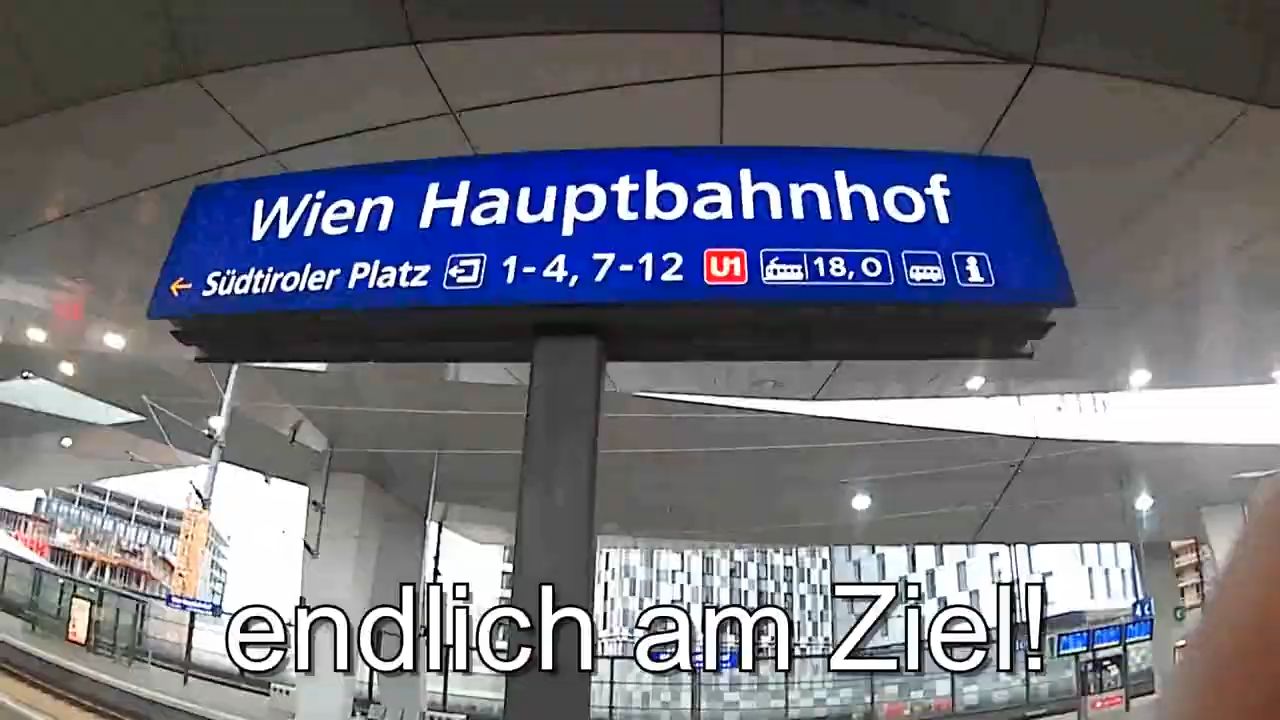 Wien Hauptbahnhof
← Südtiroler Platz 1-4, 7-12 U1 18, O i
endlich am Ziel!